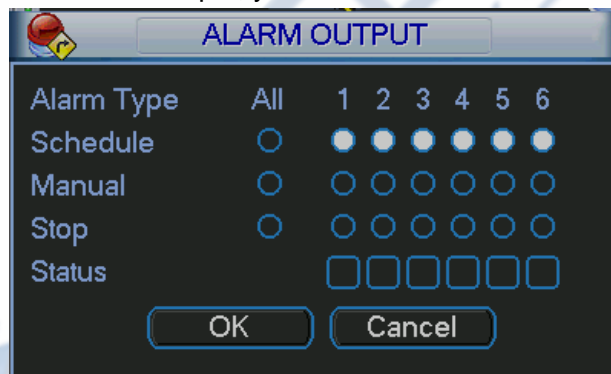 ALARM OUTPUT
Alarm Type All 1 2 3 4 5 6
Schedule
Manual
Stop
Status
OK Cancel